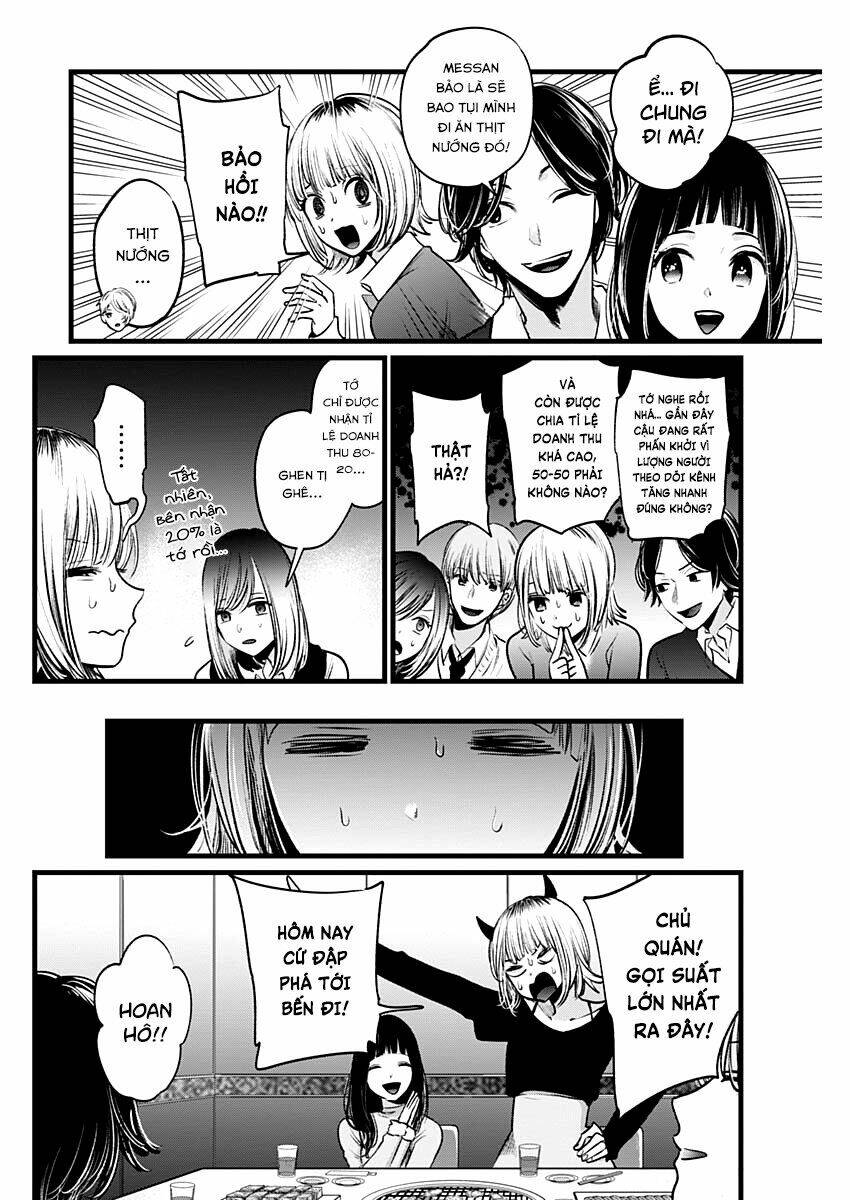 Ể... ĐI
CHUNG
ĐI MÀ!
MESSAN
BẢO LÀ SẼ
BAO TỤI MÌNH
ĐI ĂN THỊT
NƯỚNG ĐÓ!
BẢO
HỒI
NÀO!!
THỊT
NƯỚNG
...
TỚ NGHE RỒI
NHÁ... GẦN ĐÂY
CẬU ĐANG RẤT
PHẤN KHỞI VÌ
LƯỢNG NGƯỜI
THEO DÕI KÊNH
TĂNG NHANH
ĐÚNG KHÔNG?
VÀ
CÒN ĐƯỢC
CHIA TỈ LỆ
DOANH THU
KHÁ CAO,
50-50 PHẢI
KHÔNG NÀO?
THẬT
HẢ?!
TỚ
CHỈ ĐƯỢC
NHẬN TỈ
LỆ DOANH
THU 80-
20...
GHEN TỊ
GHÊ...
Tất
nhiên,
Bên nhận
20% là
tớ rồi...
......
CHỦ
QUÁN!
GỌI SUẤT
LỚN NHẤT
RA ĐÂY!
HÔM NAY
CỨ ĐẬP
PHÁ TỚI
BẾN ĐI!
HOAN
HÔ!!